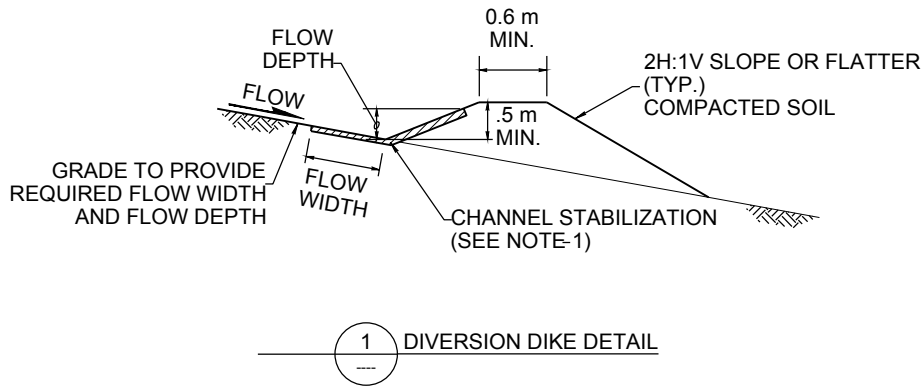 0.6 m
MIN.
FLOW
DEPTH
2H:1V SLOPE OR FLATTER
(TYP.)
COMPACTED SOIL
FLOW
.5 m
MIN.
GRADE TO PROVIDE
REQUIRED FLOW WIDTH
AND FLOW DEPTH
FLOW
WIDTH
CHANNEL STABILIZATION
(SEE NOTE-1)
1
----
DIVERSION DIKE DETAIL